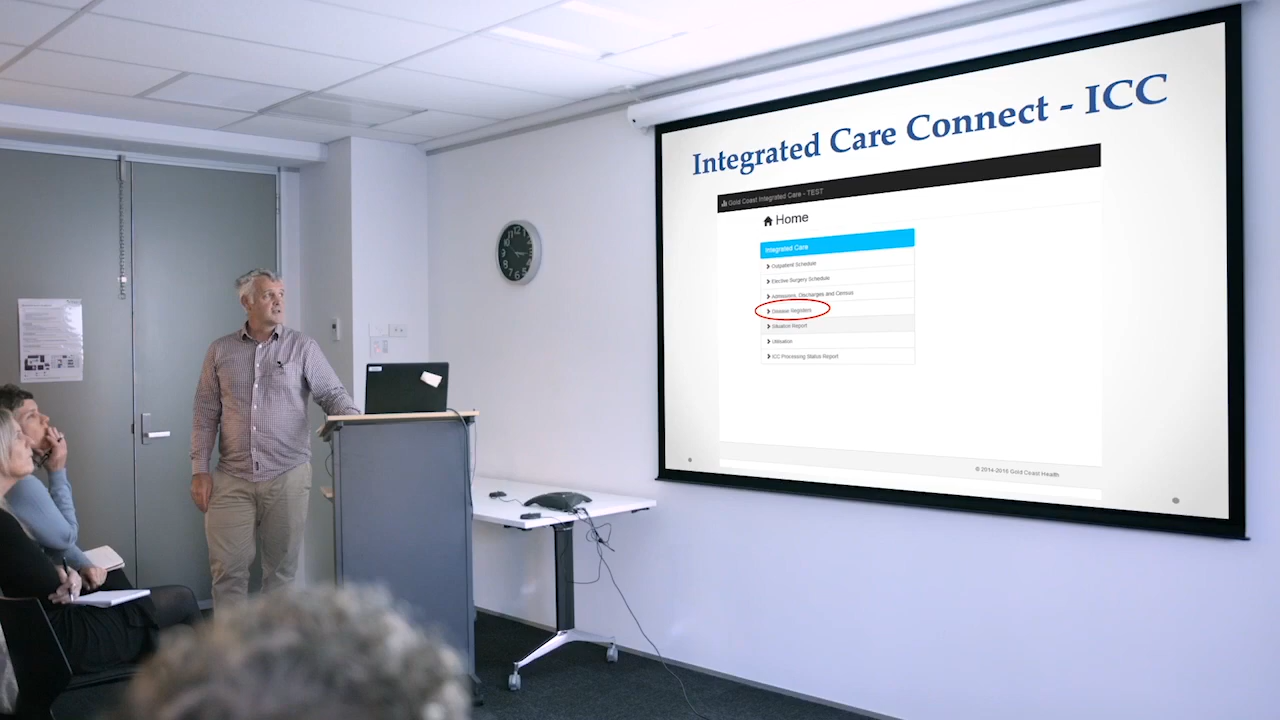 Integrated Care Connect - ICC
Gold Coast Integrated Care - TEST
Home
Integrated Care
Outpatient Schedule
Elective Surgery Schedule
Admissions, Discharges and Census
Disease Registers
Situation Report
Utilisation
ICC Processing Status Report
© 2014-2016 Gold Coast Health